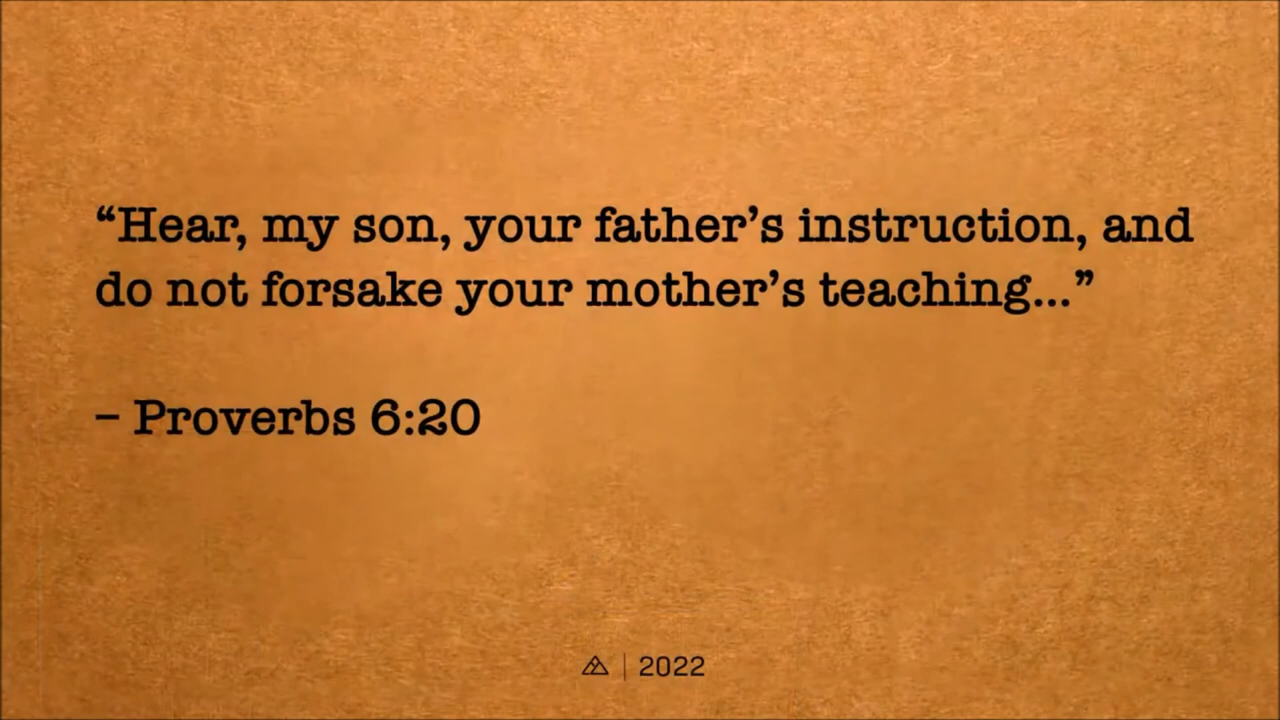 “Hear, my son, your father’s instruction, and
do not forsake your mother’s teaching...”
– Proverbs 6:20
2022